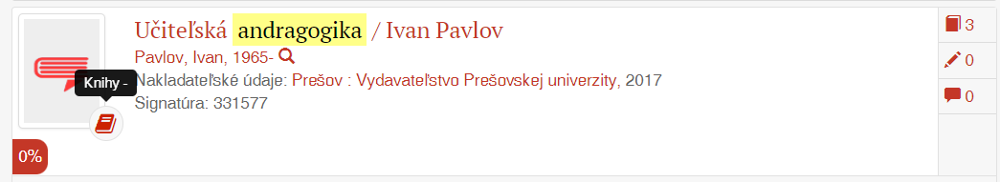 Učiteľská andragogika / Ivan Pavlov
Pavlov, Ivan, 1965-
Nakladateľské údaje: Prešov : Vydavateľstvo Prešovskej univerzity, 2017
Signatúra: 331577
Knihy -
0%
3
0
0